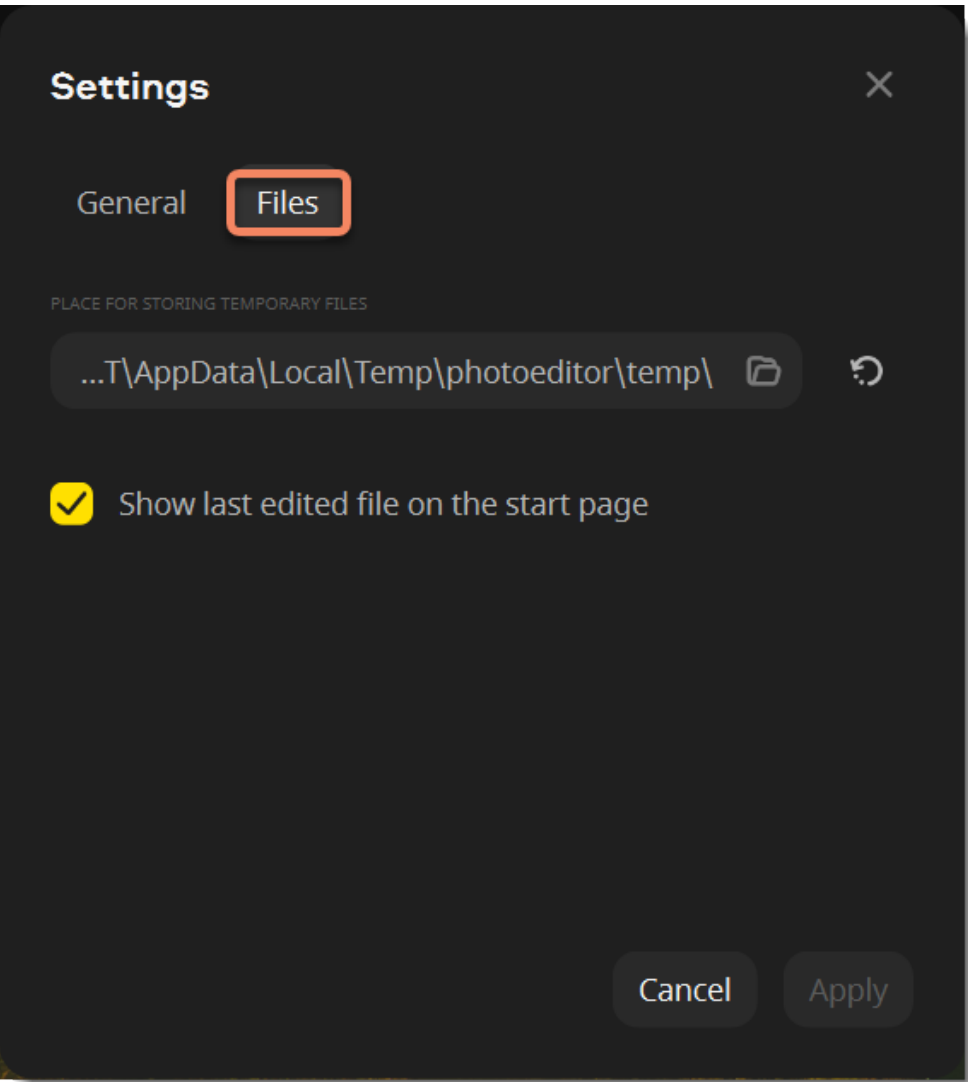 Settings
General Files
PLACE FOR STORING TEMPORARY FILES
...T\AppData\Local\Temp\photoeditor\temp\
Show last edited file on the start page
Cancel Apply